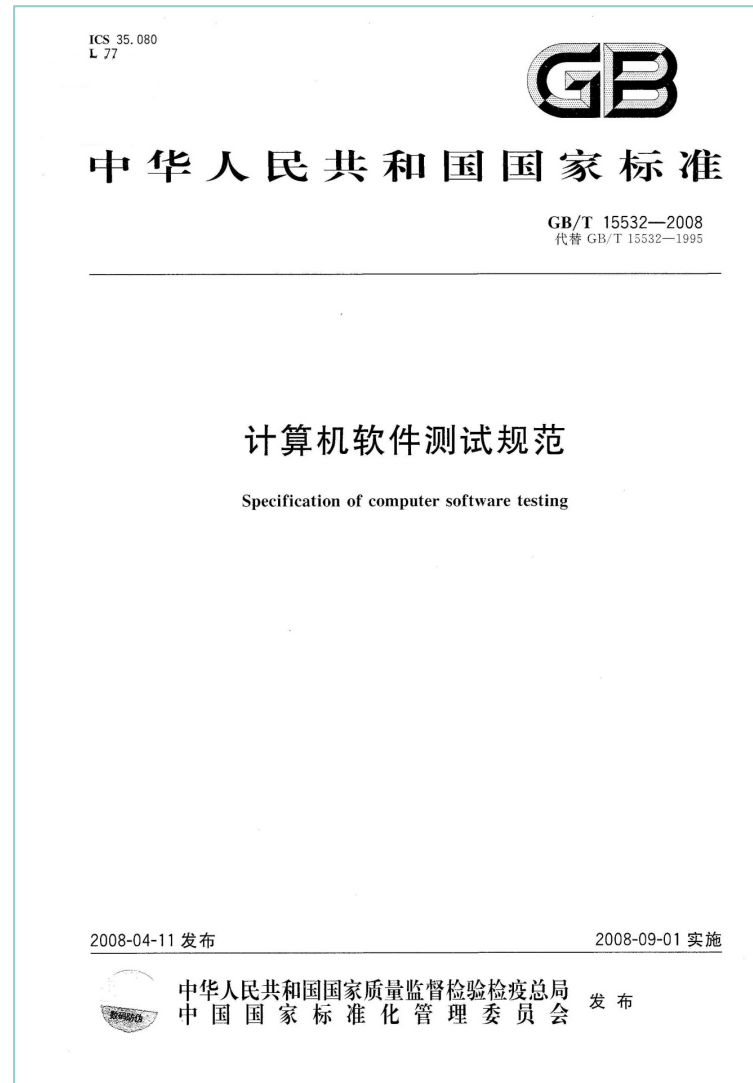 ICS 35.080
L 77
GB
中华人民共和国国家标准
GB/T 15532—2008
代替 GB/T 15532—1995
计算机软件测试规范
Specification of computer software testing
2008-04-11 发布
2008-09-01 实施
中华人民共和国国家质量监督检验检疫总局
中国国家标准化管理委员会
发布
数码防伪